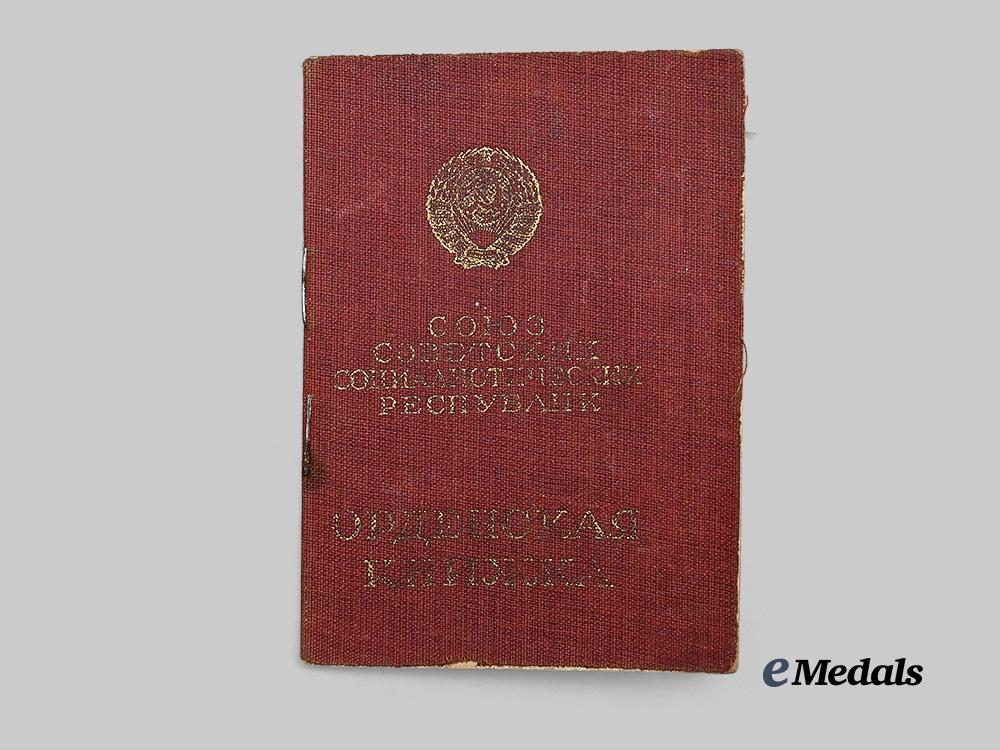 СОЮЗ
СОВЕТСКИХ
СОЦИАЛИСТИЧЕСКИХ
РЕСПУБЛИК
ОРДЕНСКАЯ
КНИЖКА
eMedals